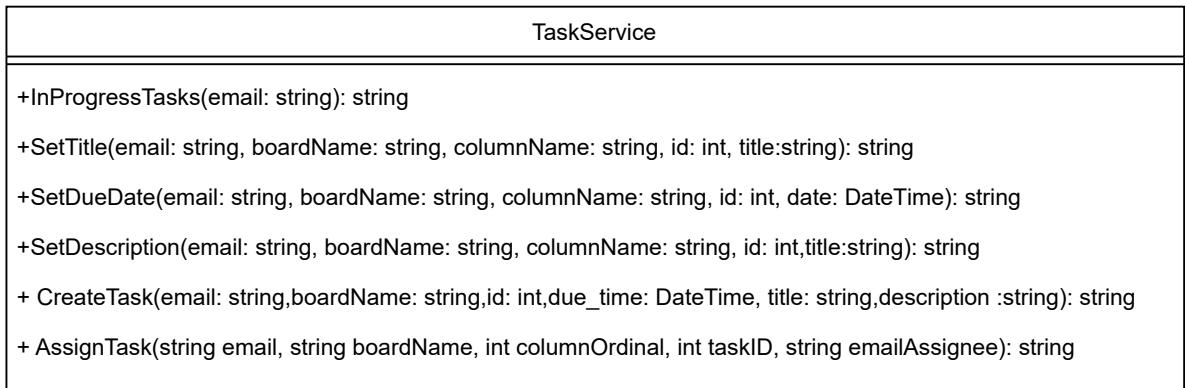 TaskService
+InProgressTasks(email: string): string
+SetTitle(email: string, boardName: string, columnName: string, id: int, title:string): string
+SetDueDate(email: string, boardName: string, columnName: string, id: int, date: DateTime): string
+SetDescription(email: string, boardName: string, columnName: string, id: int,title:string): string
+ CreateTask(email: string,boardName: string,id: int,due_time: DateTime, title: string,description :string): string
+ AssignTask(string email, string boardName, int columnOrdinal, int taskID, string emailAssignee): string